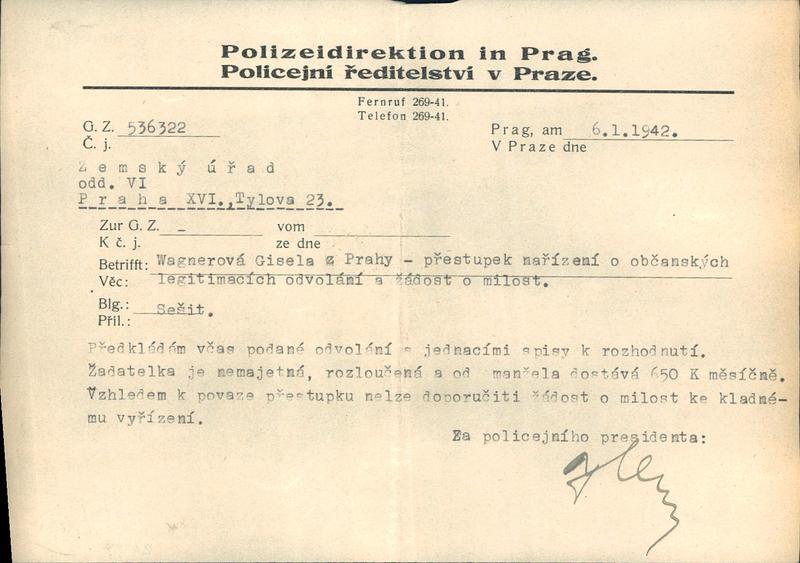 Polizeidirektion in Prag.
Policejní ředitelství v Praze.
Fernruf 269-41.
Telefon 269-41.
G. Z. 536322
Č. j.
Prag, am 6.1.1942.
V Praze dne
Zemský úřad
odd. VI
Praha XVI., Tylova 23.
Zur G. Z. – vom
K č. j. ze dne
Betrifft: Wagnerová Gisela z Prahy – přestupek nařízení o občanských
Věc: legitimacích odvolání a žádost o milost.
Blg.: Sešit.
Příl.:
Předkládám včas podané odvolání s jednacími spisy k rozhodnutí.
Žadatelka je nemajetná, rozloučená a od manžela dostává 650 K měsíčně.
Vzhledem k povaze přestupku nelze doporučiti žádost o milost ke kladné-
mu vyřízení.
Za policejního presidenta: